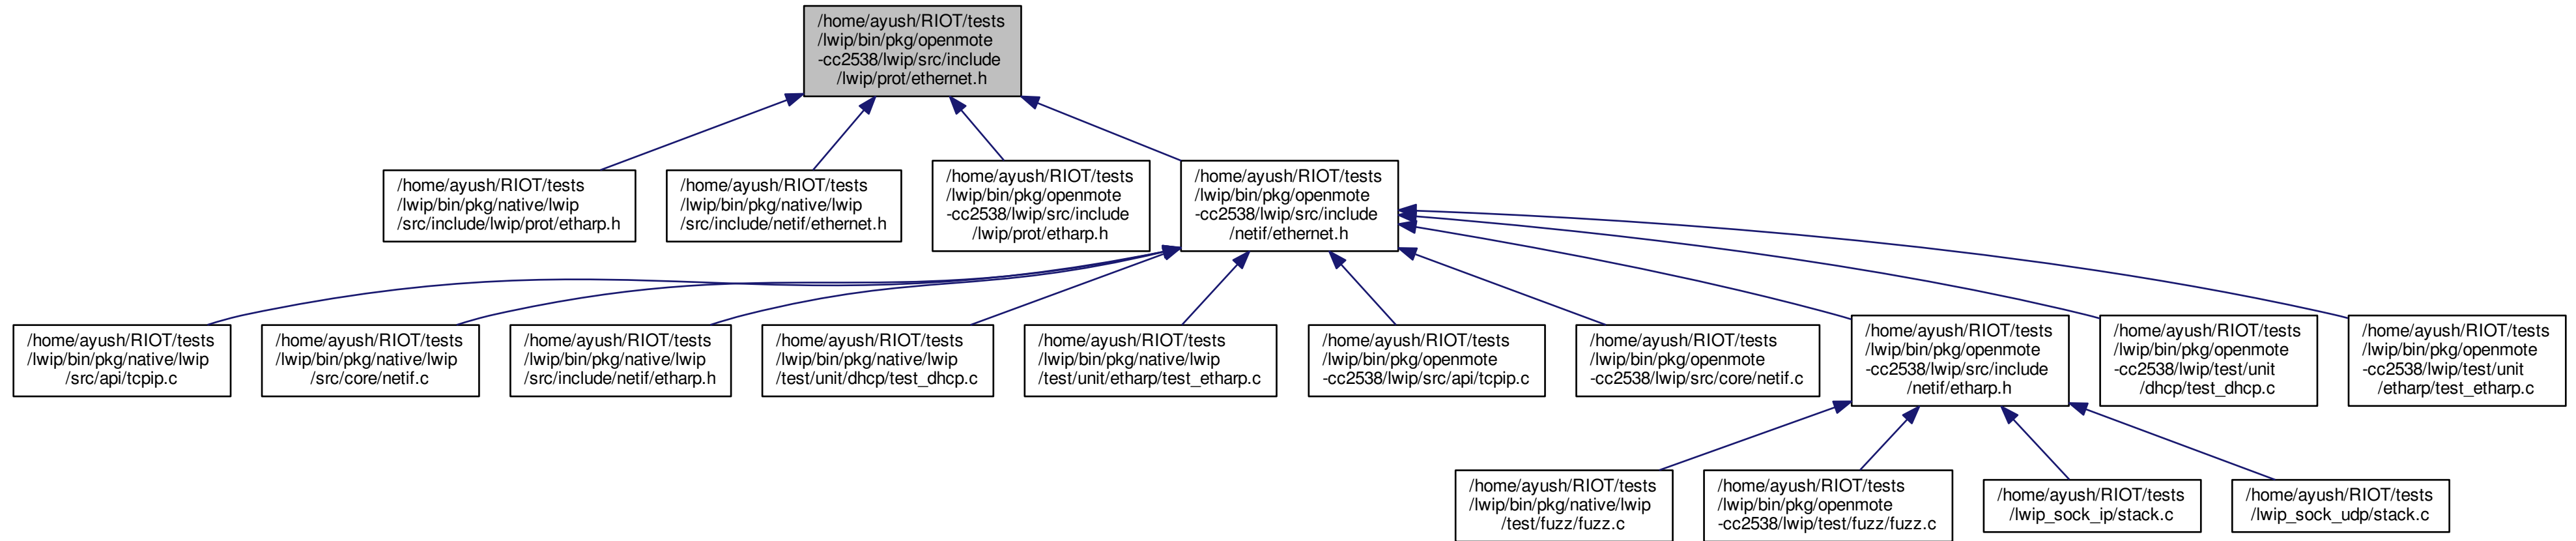 /home/ayush/RIOT/tests
/lwip/bin/pkg/openmote
-cc2538/lwip/src/include
/lwip/prot/ethernet.h
/home/ayush/RIOT/tests
/lwip/bin/pkg/native/lwip
/src/include/lwip/prot/etharp.h
/home/ayush/RIOT/tests
/lwip/bin/pkg/native/lwip
/src/include/netif/ethernet.h
/home/ayush/RIOT/tests
/lwip/bin/pkg/openmote
-cc2538/lwip/src/include
/lwip/prot/etharp.h
/home/ayush/RIOT/tests
/lwip/bin/pkg/openmote
-cc2538/lwip/src/include
/netif/ethernet.h
/home/ayush/RIOT/tests
/lwip/bin/pkg/native/lwip
/src/api/tcpip.c
/home/ayush/RIOT/tests
/lwip/bin/pkg/native/lwip
/src/core/netif.c
/home/ayush/RIOT/tests
/lwip/bin/pkg/native/lwip
/src/include/netif/etharp.h
/home/ayush/RIOT/tests
/lwip/bin/pkg/native/lwip
/test/unit/dhcp/test_dhcp.c
/home/ayush/RIOT/tests
/lwip/bin/pkg/native/lwip
/test/unit/etharp/test_etharp.c
/home/ayush/RIOT/tests
/lwip/bin/pkg/openmote
-cc2538/lwip/src/api/tcpip.c
/home/ayush/RIOT/tests
/lwip/bin/pkg/openmote
-cc2538/lwip/src/core/netif.c
/home/ayush/RIOT/tests
/lwip/bin/pkg/openmote
-cc2538/lwip/src/include
/netif/etharp.h
/home/ayush/RIOT/tests
/lwip/bin/pkg/openmote
-cc2538/lwip/test/unit
/dhcp/test_dhcp.c
/home/ayush/RIOT/tests
/lwip/bin/pkg/openmote
-cc2538/lwip/test/unit
/etharp/test_etharp.c
/home/ayush/RIOT/tests
/lwip/bin/pkg/native/lwip
/test/fuzz/fuzz.c
/home/ayush/RIOT/tests
/lwip/bin/pkg/openmote
-cc2538/lwip/test/fuzz/fuzz.c
/home/ayush/RIOT/tests
/lwip_sock_ip/stack.c
/home/ayush/RIOT/tests
/lwip_sock_udp/stack.c